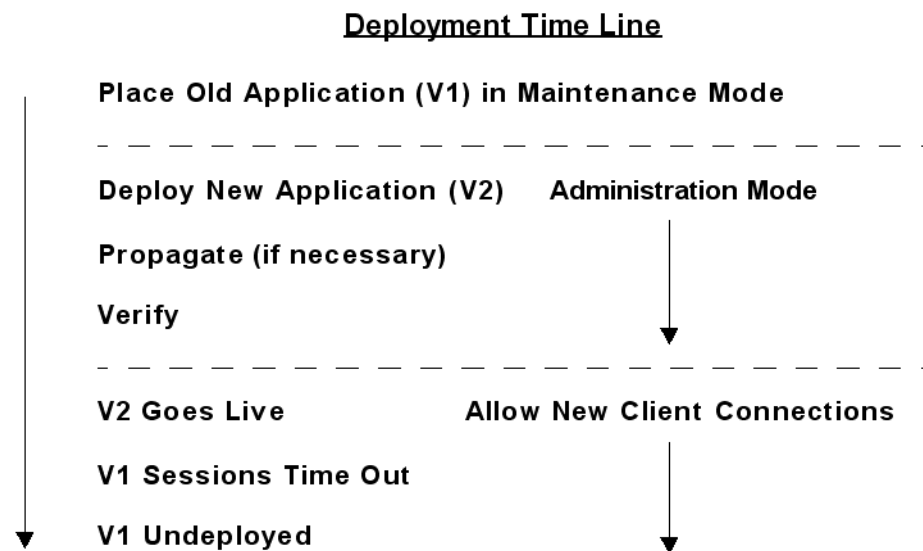 Deployment Time Line
Place Old Application (V1) in Maintenance Mode
Deploy New Application (V2) Administration Mode
Propagate (if necessary)
Verify
V2 Goes Live Allow New Client Connections
V1 Sessions Time Out
V1 Undeployed